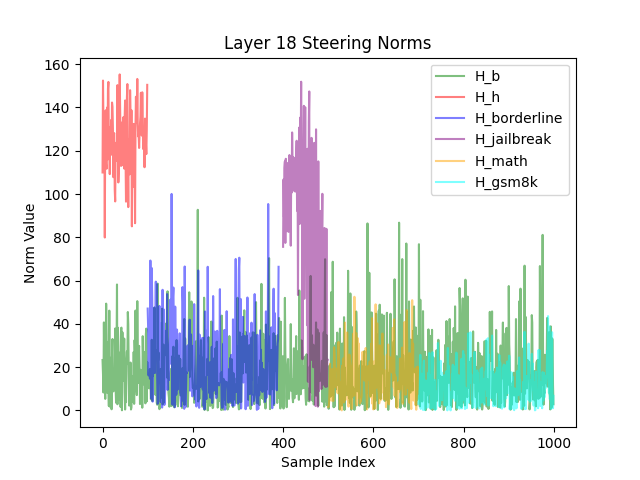 Layer 18 Steering Norms
Norm Value
160
140
120
100
80
60
40
20
0
H_b
H_h
H_borderline
H_jailbreak
H_math
H_gsm8k
0
200
400
600
800
1000
Sample Index